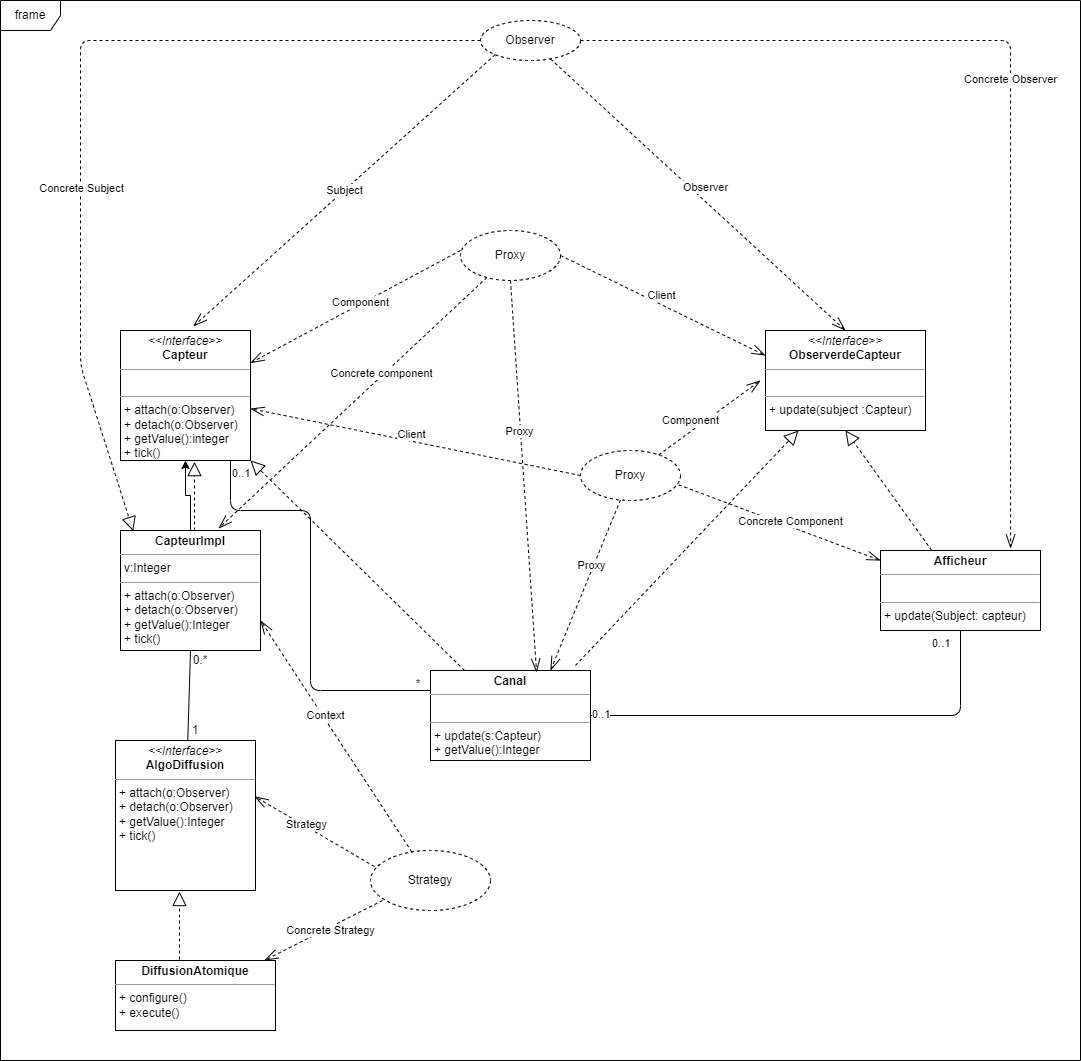 frame
Observer
Concrete Observer
Concrete Subject
Subject
Observer
Proxy
Component
Client
Concrete component
Proxy
<<Interface>>
Capteur
+ attach(o:Observer)
+ detach(o:Observer)
+ getValue():integer
+ tick()
<<Interface>>
ObserverdeCapteur
+ update(subject :Capteur)
Component
Client
Proxy
Concrete Component
Proxy
0..1
CapteurImpl
v:Integer
+ attach(o:Observer)
+ detach(o:Observer)
+ getValue():Integer
+ tick()
Afficheur
+ update(Subject: capteur)
0..1
0.*
*
Canal
+ update(s:Capteur)
+ getValue():Integer
0..1
Context
1
<<Interface>>
AlgoDiffusion
+ attach(o:Observer)
+ detach(o:Observer)
+ getValue():Integer
+ tick()
Strategy
Strategy
Concrete Strategy
DiffusionAtomique
+ configure()
+ execute()